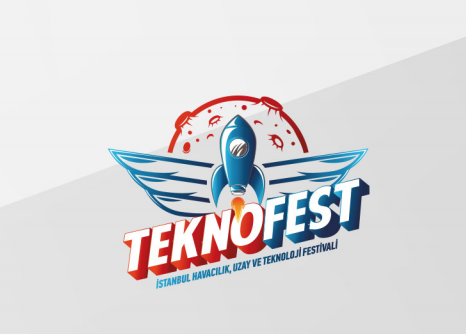 TEKNOFEST
İSTANBUL HAVACILIK, UZAY VE TEKNOLOJİ FESTİVALİ